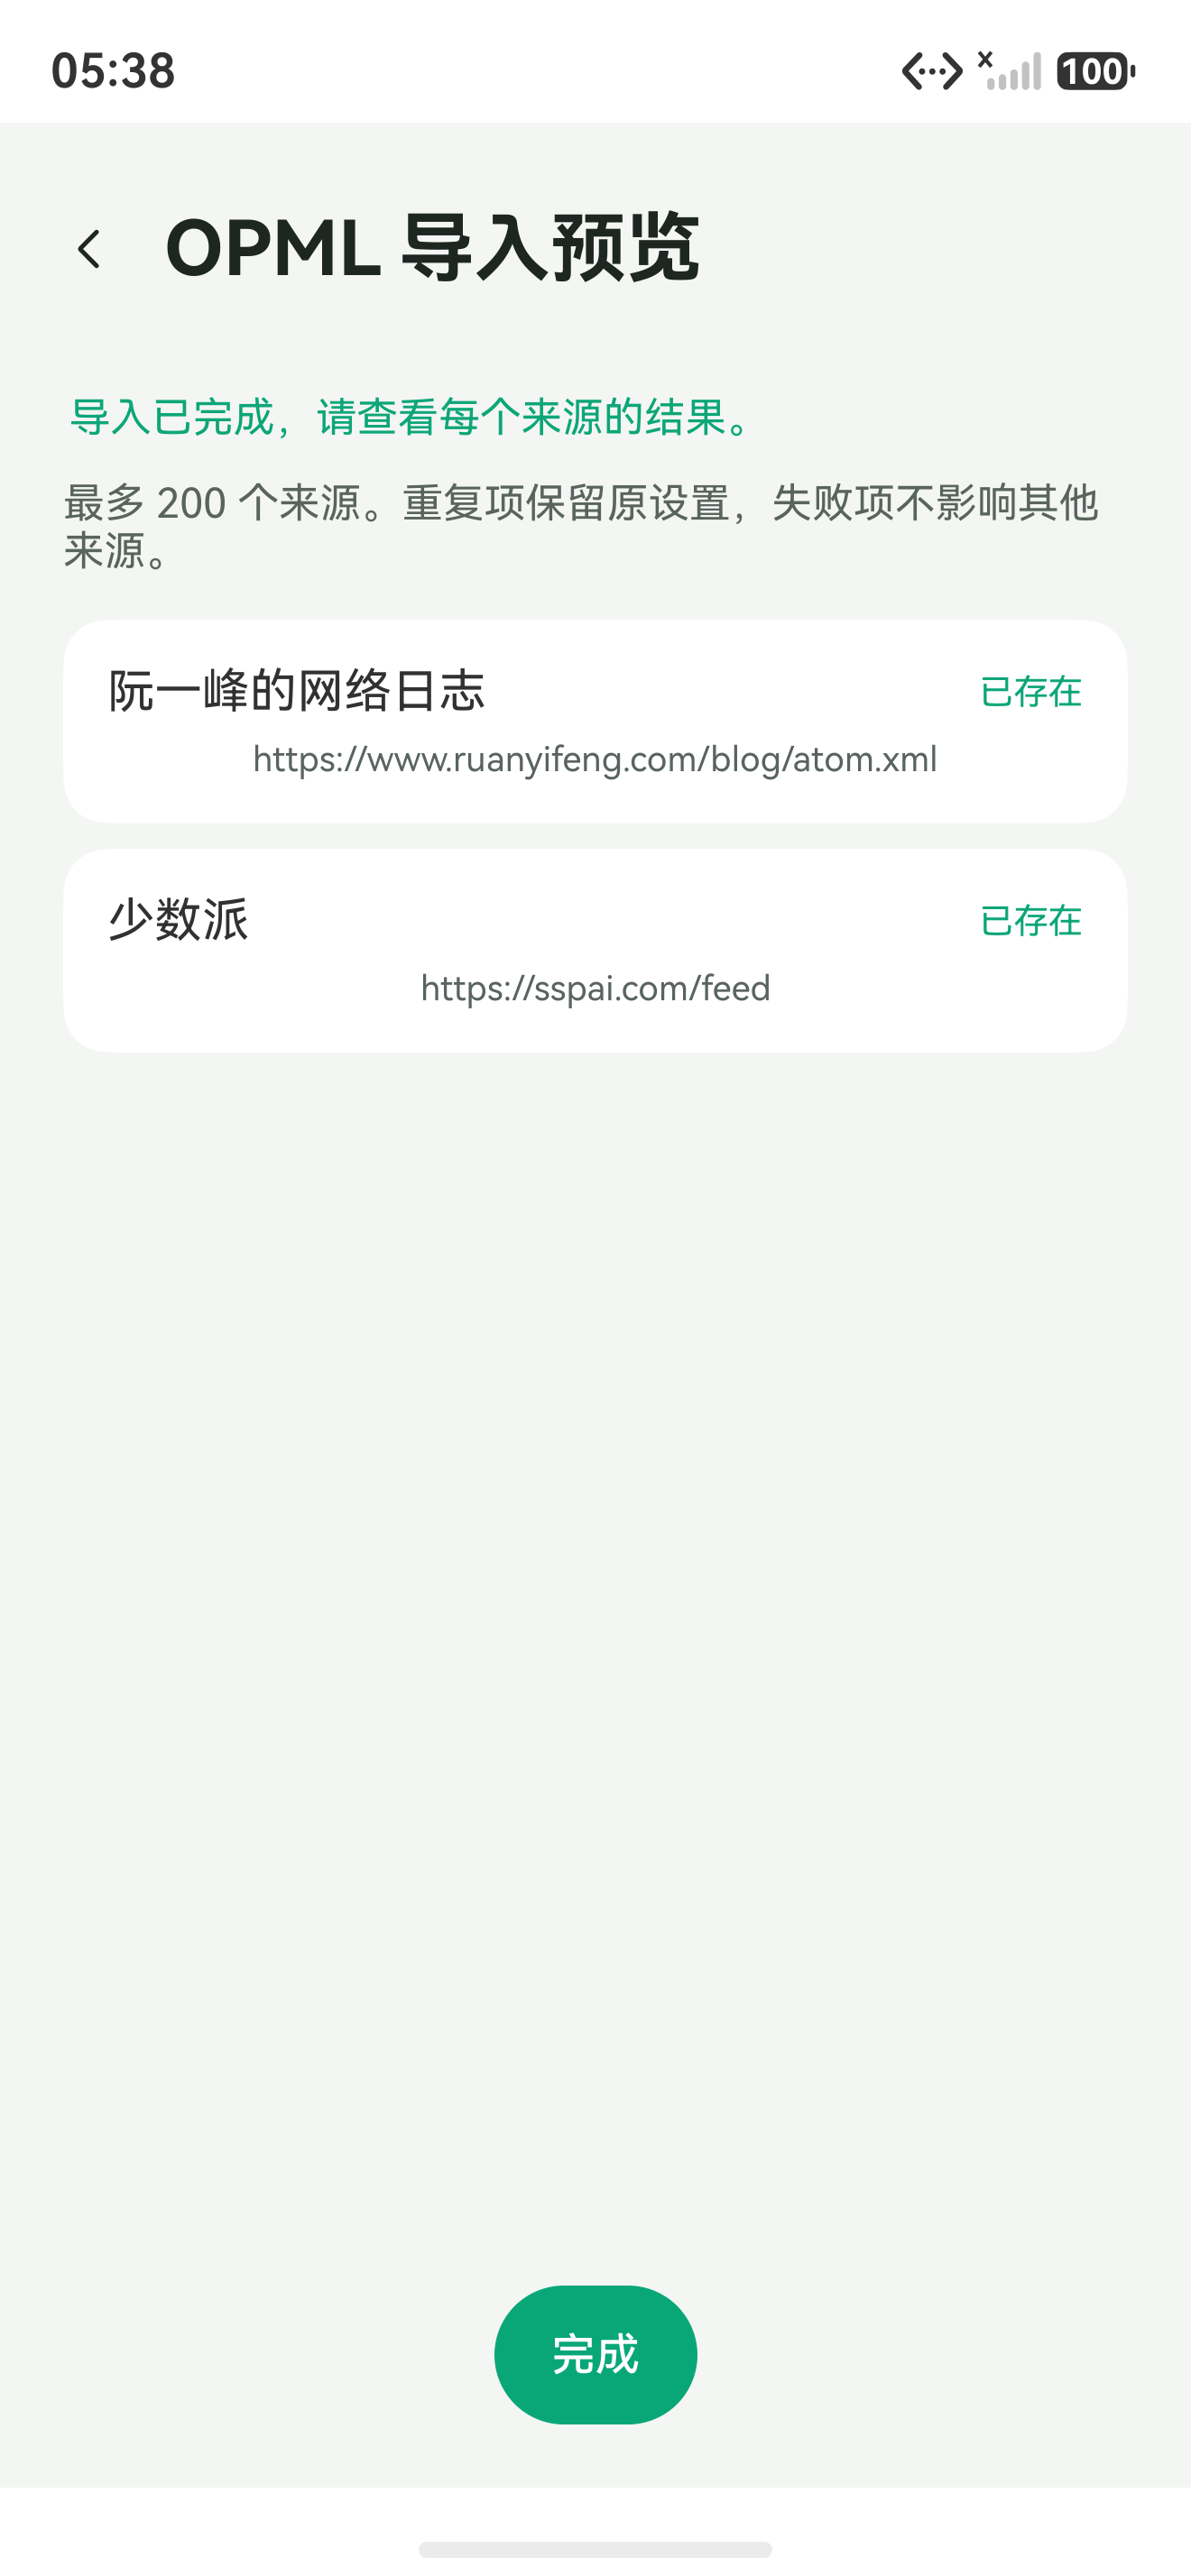 05:38
100
OPML 导入预览
导入已完成，请查看每个来源的结果。
最多 200 个来源。重复项保留原设置，失败项不影响其他
来源。
阮一峰的网络日志
已存在
https://www.ruanyifeng.com/blog/atom.xml
少数派
已存在
https://sspai.com/feed
完成